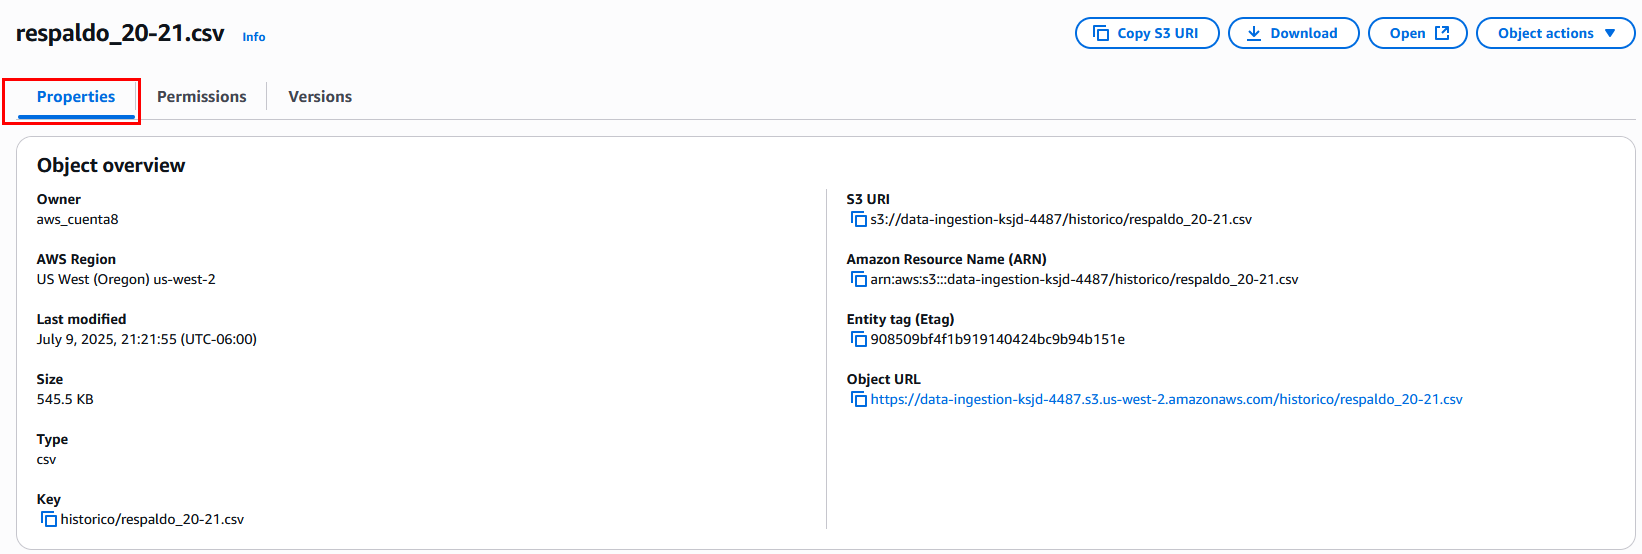 respaldo_20-21.csv Info
Copy S3 URI
Download
Open
Object actions
Properties
Permissions
Versions
Object overview
Owner
aws_cuenta8
AWS Region
US West (Oregon) us-west-2
Last modified
July 9, 2025, 21:21:55 (UTC-06:00)
Size
545.5 KB
Type
csv
Key
historico/respaldo_20-21.csv
S3 URI
s3://data-ingestion-ksjd-4487/historico/respaldo_20-21.csv
Amazon Resource Name (ARN)
arn:aws:s3:::data-ingestion-ksjd-4487/historico/respaldo_20-21.csv
Entity tag (Etag)
908509bf4f1b919140424bc9b94b151e
Object URL
https://data-ingestion-ksjd-4487.s3.us-west-2.amazonaws.com/historico/respaldo_20-21.csv